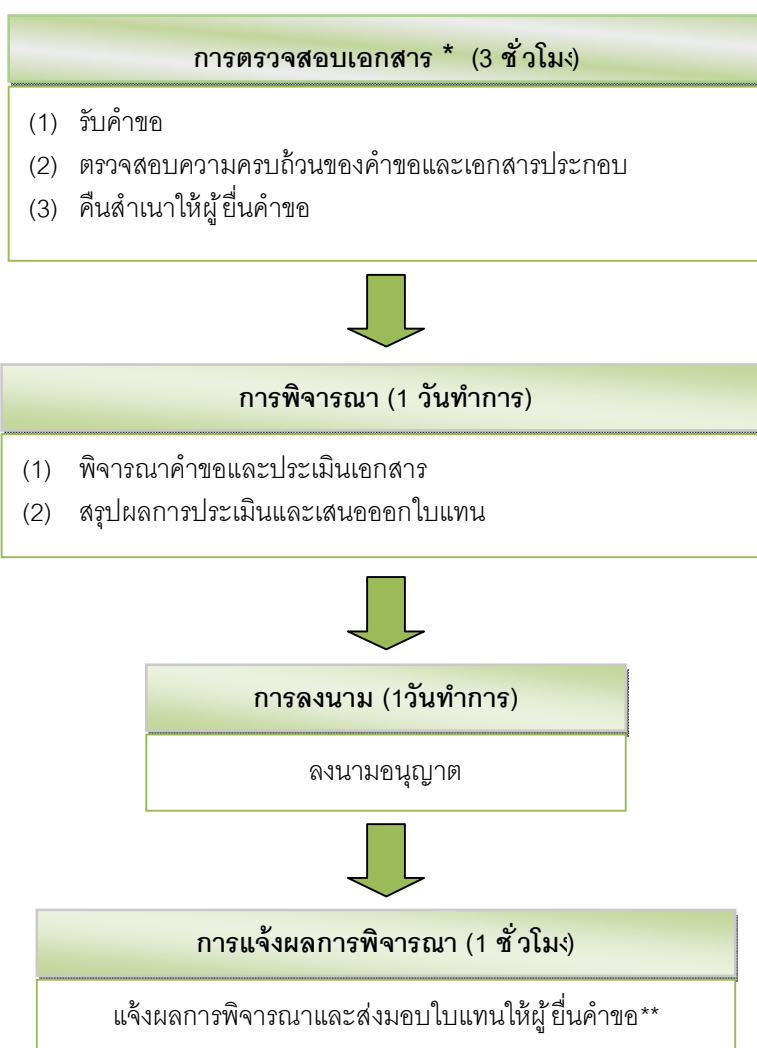 การตรวจสอบเอกสาร * (3 ชั่วโมง)
(1) รับคำขอ
(2) ตรวจสอบความครบถ้วนของคำขอและเอกสารประกอบ
(3) คืนสำเนาให้ผู้ยื่นคำขอ
การพิจารณา (1 วันทำการ)
(1) พิจารณาคำขอและประเมินเอกสาร
(2) สรุปผลการประเมินและเสนอออกใบแทน
การลงนาม (1วันทำการ)
ลงนามอนุญาต
การแจ้งผลการพิจารณา (1 ชั่วโมง)
แจ้งผลการพิจารณาและส่งมอบใบแทนให้ผู้ยื่นคำขอ**